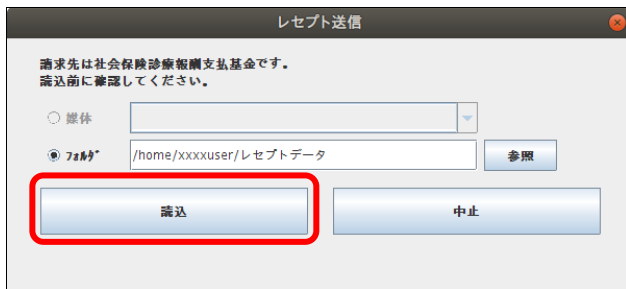 レセプト送信
請求先は社会保険診療報酬支払基金です。
読込前に確認してください。
媒体
ﾌｫﾙﾀﾞ /home/xxxxuser/レセプトデータ 参照
読込 中止